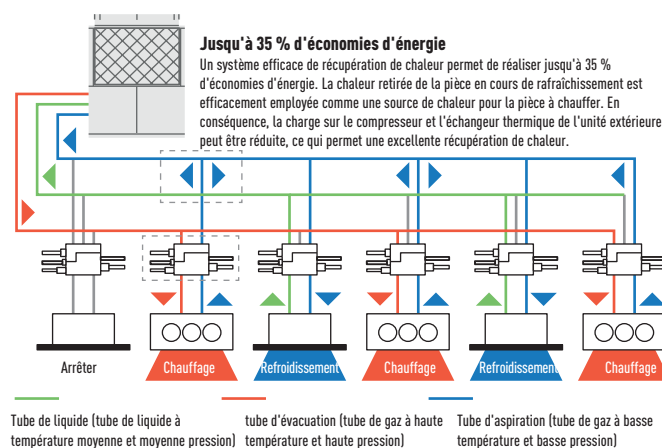 Jusqu'à 35 % d'économies d'énergie
Un système efficace de récupération de chaleur permet de réaliser jusqu'à 35 %
d'économies d'énergie. La chaleur retirée de la pièce en cours de rafraîchissement est
efficacement employée comme une source de chaleur pour la pièce à chauffer. En
conséquence, la charge sur le compresseur et l'échangeur thermique de l'unité extérieure
peut être réduite, ce qui permet une excellente récupération de chaleur.
Arrêter
Chauffage
Refroidissement
Chauffage
Refroidissement
Chauffage
Tube de liquide (tube de liquide à
température moyenne et moyenne pression)
tube d'évacuation (tube de gaz à haute
température et haute pression)
Tube d'aspiration (tube de gaz à basse
température et basse pression)